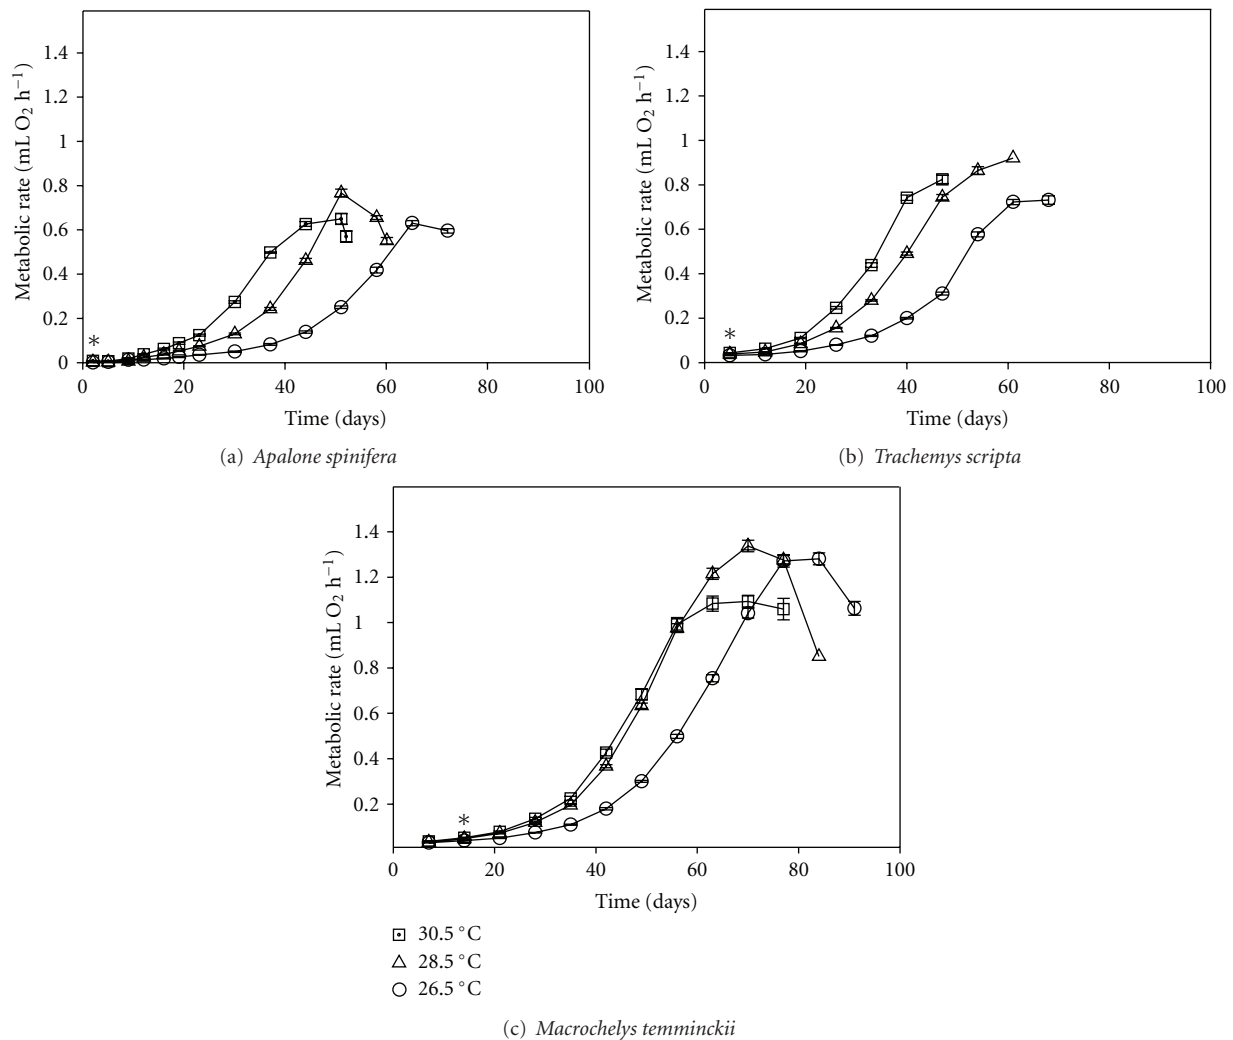 1.4
1.2
1
0.8
0.6
0.4
0.2
0
Metabolic rate (mL O₂ h⁻¹)
*
0 20 40 60 80 100
Time (days)
(a) Apalone spinifera
1.4
1.2
1
0.8
0.6
0.4
0.2
0
Metabolic rate (mL O₂ h⁻¹)
*
0 20 40 60 80 100
Time (days)
(b) Trachemys scripta
1.4
1.2
1
0.8
0.6
0.4
0.2
Metabolic rate (mL O₂ h⁻¹)
*
0 20 40 60 80 100
Time (days)
30.5 °C
28.5 °C
26.5 °C
(c) Macrochelys temminckii